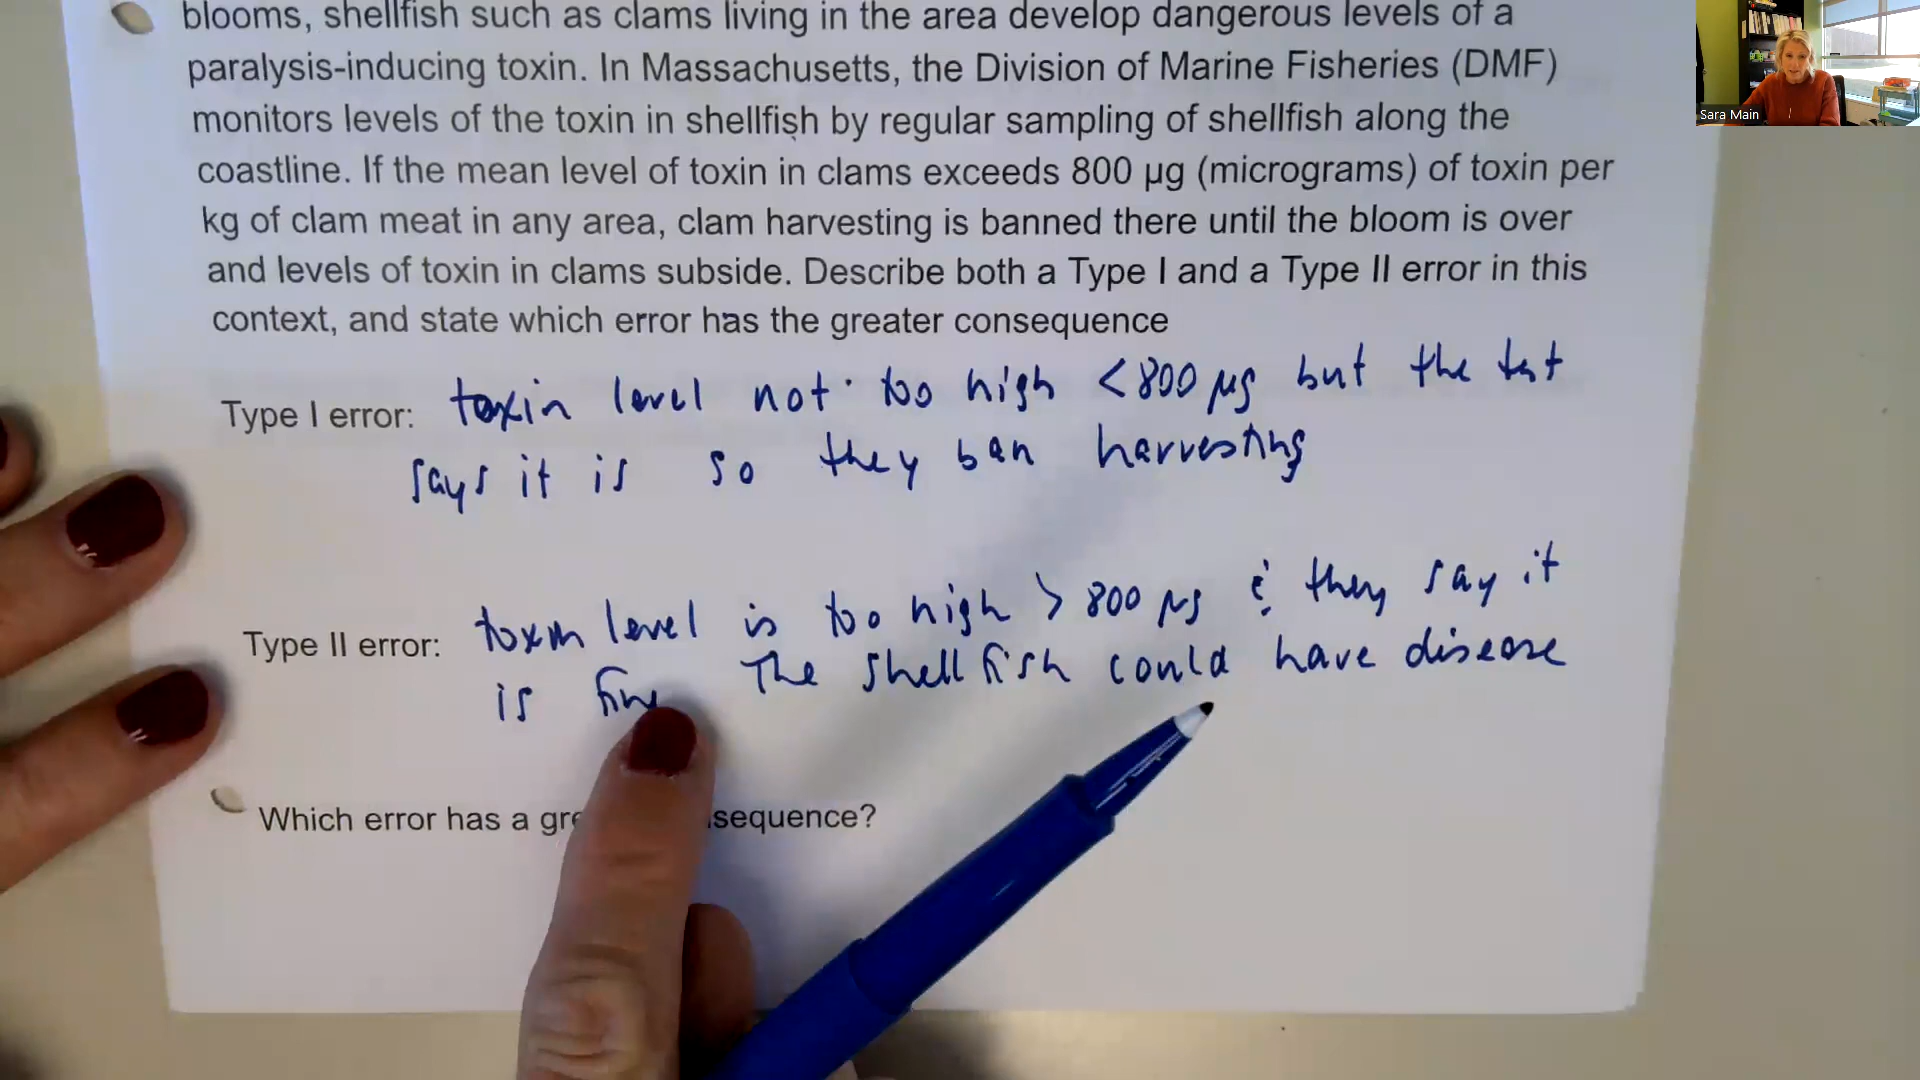 blooms, shellfish such as clams living in the area develop dangerous levels of a
paralysis-inducing toxin. In Massachusetts, the Division of Marine Fisheries (DMF)
monitors levels of the toxin in shellfish by regular sampling of shellfish along the
coastline. If the mean level of toxin in clams exceeds 800 μg (micrograms) of toxin per
kg of clam meat in any area, clam harvesting is banned there until the bloom is over
and levels of toxin in clams subside. Describe both a Type I and a Type II error in this
context, and state which error has the greater consequence
Type I error: toxin level not too high < 800 μg but the test
says it is so they ban harvesting
Type II error: toxin level is too high > 800 μg & they say it
is fine The shellfish could have disease
Which error has a gre sequence?
Sara Main